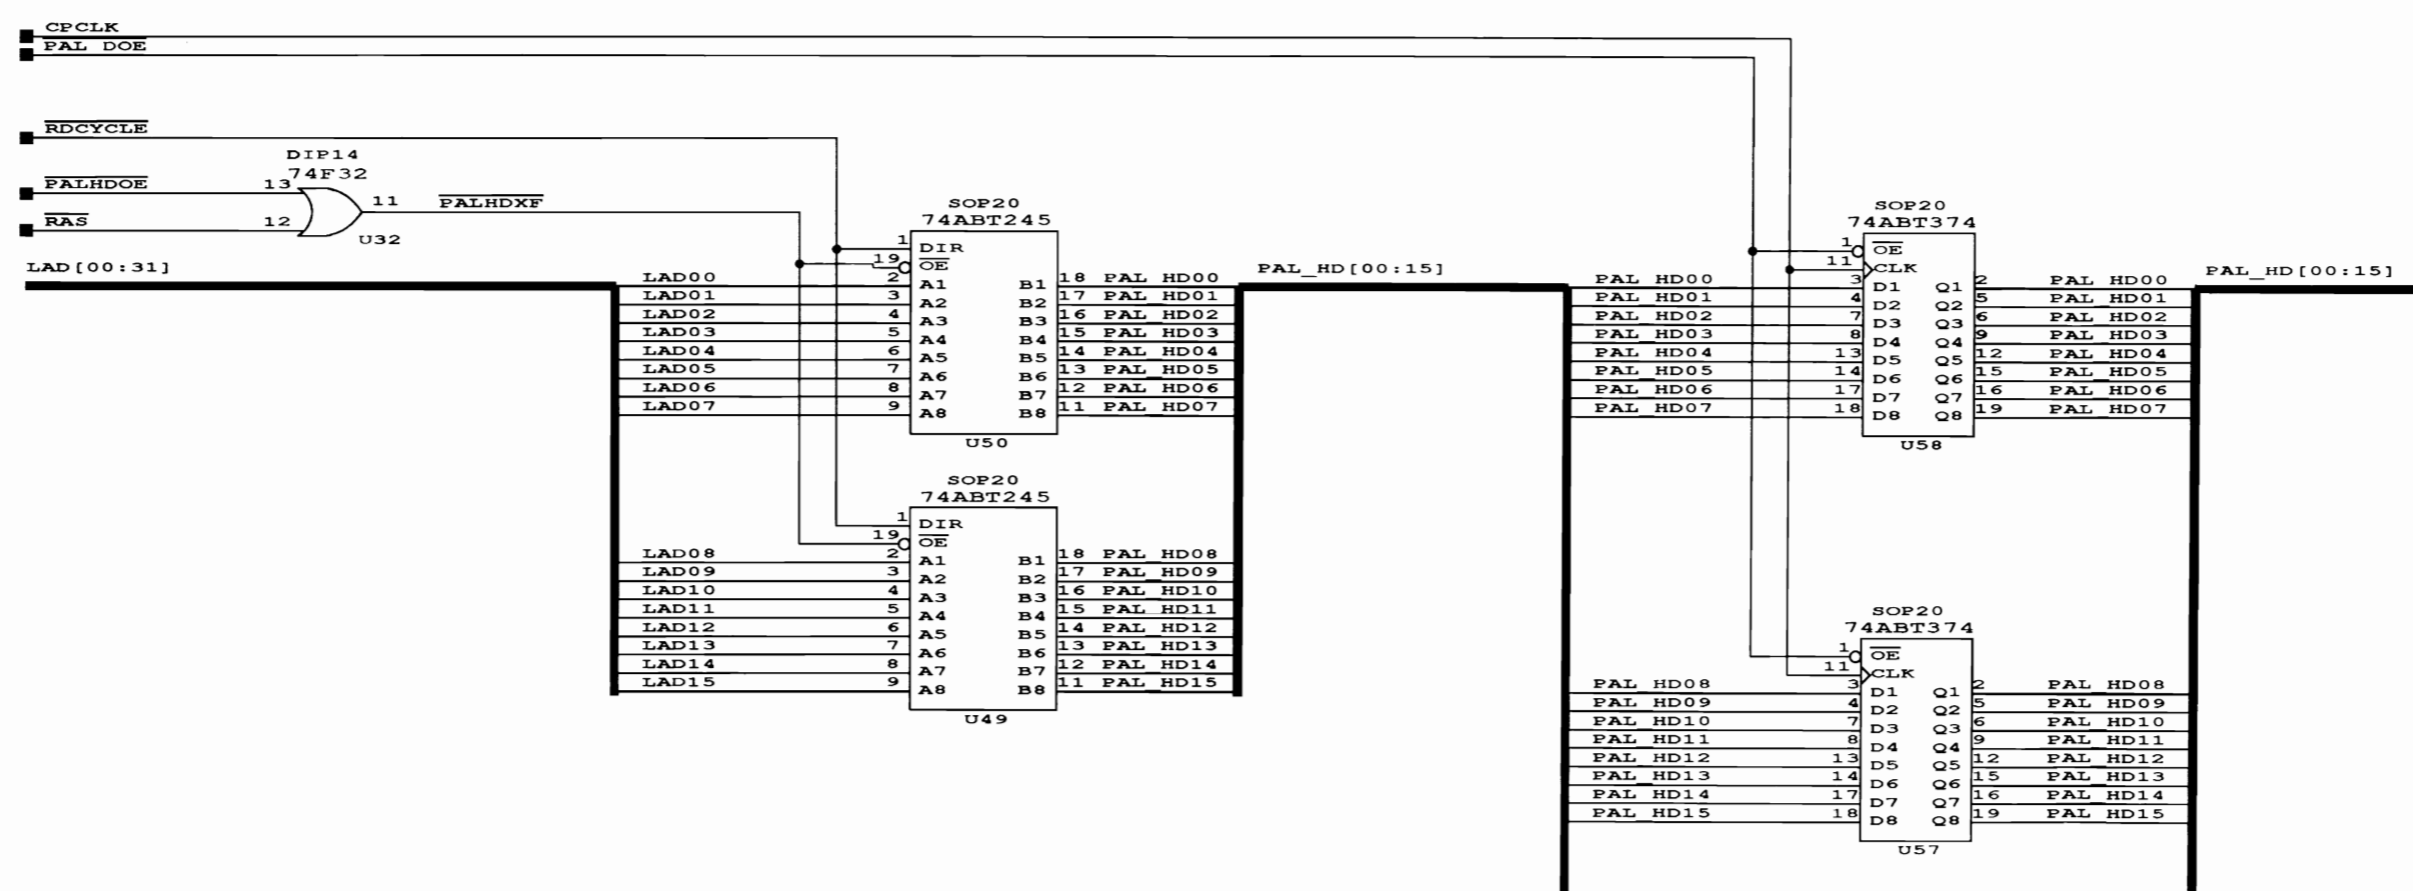 CPCLK
PAL DOE
RDCYCLE
DIP14
74F32
PALHDOE 13
11 PALHDXF
RAS 12
U32
LAD[00:31]
SOP20
74ABT245
1 DIR
19 OE
LAD00 2 A1 B1 18 PAL HD00
LAD01 3 A2 B2 17 PAL HD01
LAD02 4 A3 B3 16 PAL HD02
LAD03 5 A4 B4 15 PAL HD03
LAD04 6 A5 B5 14 PAL HD04
LAD05 7 A6 B6 13 PAL HD05
LAD06 8 A7 B7 12 PAL HD06
LAD07 9 A8 B8 11 PAL HD07
U50
SOP20
74ABT245
1 DIR
19 OE
LAD08 2 A1 B1 18 PAL HD08
LAD09 3 A2 B2 17 PAL HD09
LAD10 4 A3 B3 16 PAL HD10
LAD11 5 A4 B4 15 PAL HD11
LAD12 6 A5 B5 14 PAL HD12
LAD13 7 A6 B6 13 PAL HD13
LAD14 8 A7 B7 12 PAL HD14
LAD15 9 A8 B8 11 PAL HD15
U49
PAL_HD[00:15]
SOP20
74ABT374
1 OE
11 CLK
PAL HD00 3 D1 Q1 2 PAL HD00
PAL HD01 4 D2 Q2 5 PAL HD01
PAL HD02 7 D3 Q3 6 PAL HD02
PAL HD03 8 D4 Q4 9 PAL HD03
PAL HD04 13 D5 Q5 12 PAL HD04
PAL HD05 14 D6 Q6 15 PAL HD05
PAL HD06 17 D7 Q7 16 PAL HD06
PAL HD07 18 D8 Q8 19 PAL HD07
U58
PAL_HD[00:15]
SOP20
74ABT374
1 OE
11 CLK
PAL HD08 3 D1 Q1 2 PAL HD08
PAL HD09 4 D2 Q2 5 PAL HD09
PAL HD10 7 D3 Q3 6 PAL HD10
PAL HD11 8 D4 Q4 9 PAL HD11
PAL HD12 13 D5 Q5 12 PAL HD12
PAL HD13 14 D6 Q6 15 PAL HD13
PAL HD14 17 D7 Q7 16 PAL HD14
PAL HD15 18 D8 Q8 19 PAL HD15
U57